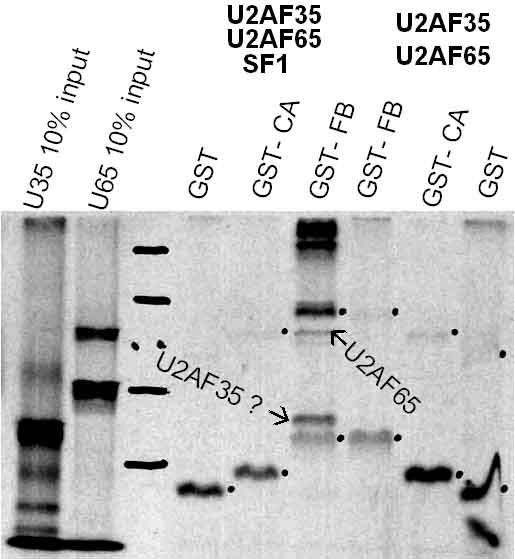 U2AF35
U2AF65
SF1
U2AF35
U2AF65
U35 10% input
U65 10% input
GST
GST- CA
GST- FB
GST- FB
GST- CA
GST
U2AF35 ?
U2AF65